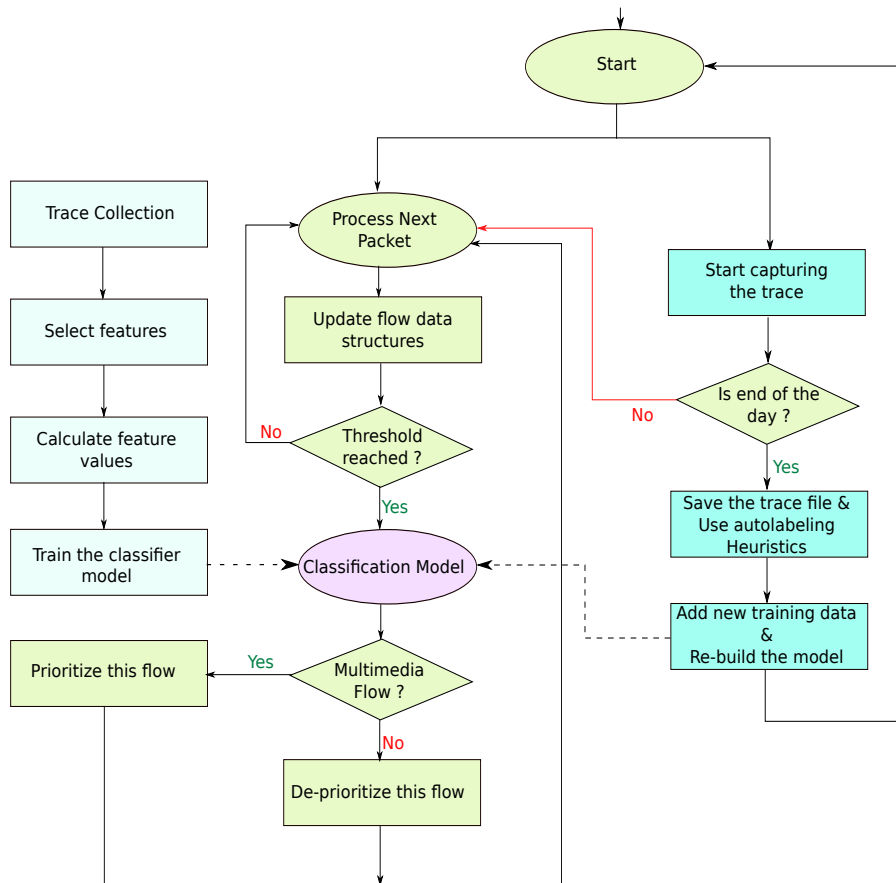 Start
Trace Collection
Process Next
Packet
Start capturing
the trace
Select features
Update flow data
structures
Is end of the
day ?
No
Yes
Calculate feature
values
No
Threshold
reached ?
Yes
Save the trace file &
Use autolabeling
Heuristics
Train the classifier
model
Classification Model
Add new training data
&
Re-build the model
Prioritize this flow
Yes
Multimedia
Flow ?
No
De-prioritize this flow